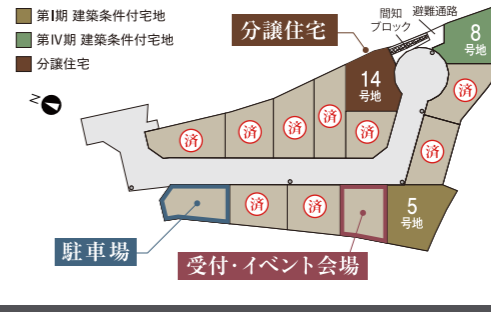 第Ⅰ期 建築条件付宅地
第Ⅳ期 建築条件付宅地
分譲住宅
N
分譲住宅
間知
ブロック
避難通路
8
号地
14
号地
済
済
済
済
済
済
済
済
済
5
号地
駐車場
受付・イベント会場